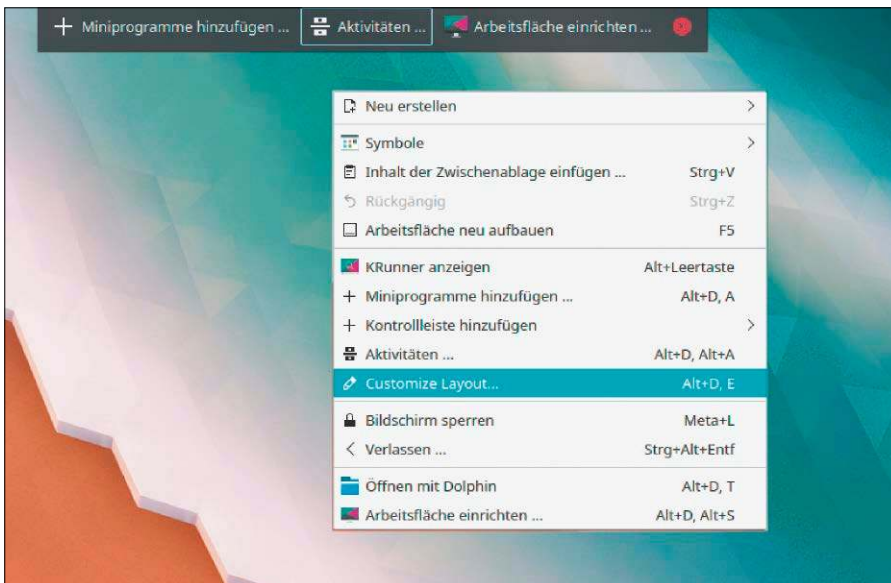 Miniprogramme hinzufügen ... Aktivitäten ... Arbeitsfläche einrichten ...
Neu erstellen
Symbole
Inhalt der Zwischenablage einfügen ... Strg+V
Rückgängig Strg+Z
Arbeitsfläche neu aufbauen F5
KRunner anzeigen Alt+Leertaste
Miniprogramme hinzufügen ... Alt+D, A
Kontrollleiste hinzufügen
Aktivitäten ... Alt+D, Alt+A
Customize Layout... Alt+D, E
Bildschirm sperren Meta+L
Verlassen ... Strg+Alt+Entf
Öffnen mit Dolphin Alt+D, T
Arbeitsfläche einrichten ... Alt+D, Alt+S